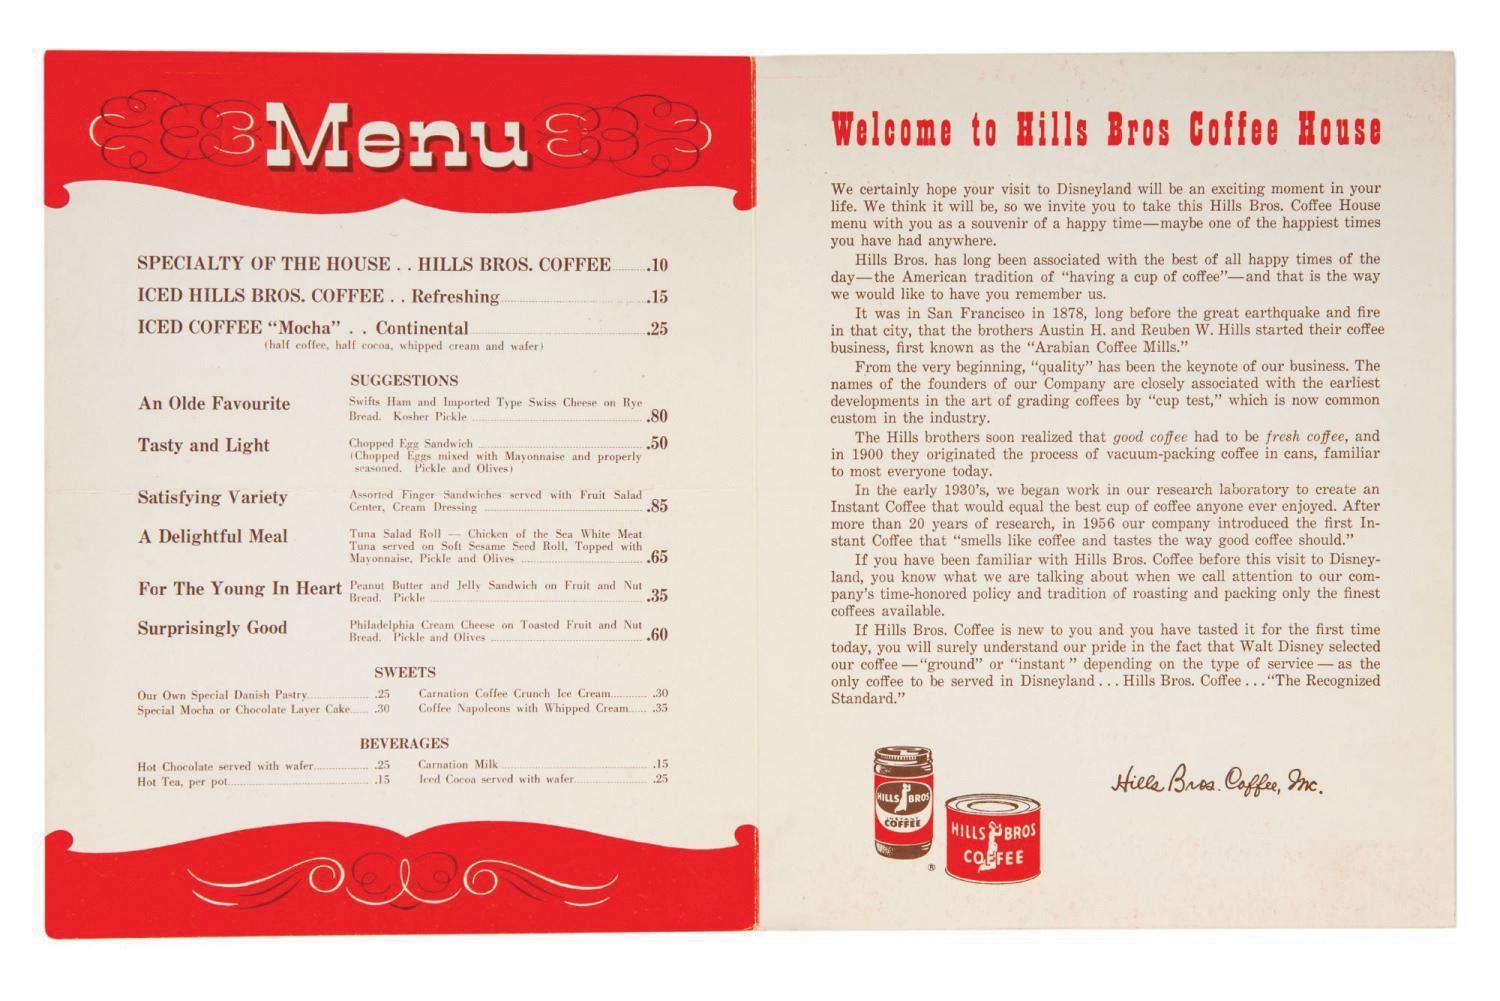 Menu
SPECIALTY OF THE HOUSE . . HILLS BROS. COFFEE .10
ICED HILLS BROS. COFFEE . . Refreshing .15
ICED COFFEE "Mocha" . . Continental .25
(half coffee, half cocoa, whipped cream and wafer)
SUGGESTIONS
An Olde Favourite
Swifts Ham and Imported Type Swiss Cheese on Rye
Bread. Kosher Pickle .80
Tasty and Light
Chopped Egg Sandwich .50
(Chopped Eggs mixed with Mayonnaise and properly
seasoned. Pickle and Olives)
Satisfying Variety
Assorted Finger Sandwiches served with Fruit Salad
Center, Cream Dressing .85
A Delightful Meal
Tuna Salad Roll — Chicken of the Sea White Meat
Tuna served on Soft Sesame Seed Roll, Topped with
Mayonnaise, Pickle and Olives .65
For The Young In Heart
Peanut Butter and Jelly Sandwich on Fruit and Nut
Bread. Pickle .35
Surprisingly Good
Philadelphia Cream Cheese on Toasted Fruit and Nut
Bread. Pickle and Olives .60
SWEETS
Our Own Special Danish Pastry .25
Special Mocha or Chocolate Layer Cake .30
Carnation Coffee Crunch Ice Cream .30
Coffee Napoleons with Whipped Cream .35
BEVERAGES
Hot Chocolate served with wafer .25
Hot Tea, per pot .15
Carnation Milk .15
Iced Cocoa served with wafer .25
Welcome to Hills Bros Coffee House
We certainly hope your visit to Disneyland will be an exciting moment in your
life. We think it will be, so we invite you to take this Hills Bros. Coffee House
menu with you as a souvenir of a happy time—maybe one of the happiest times
you have had anywhere.
Hills Bros. has long been associated with the best of all happy times of the
day—the American tradition of "having a cup of coffee"—and that is the way
we would like to have you remember us.
It was in San Francisco in 1878, long before the great earthquake and fire
in that city, that the brothers Austin H. and Reuben W. Hills started their coffee
business, first known as the "Arabian Coffee Mills."
From the very beginning, "quality" has been the keynote of our business. The
names of the founders of our Company are closely associated with the earliest
developments in the art of grading coffees by "cup test," which is now common
custom in the industry.
The Hills brothers soon realized that good coffee had to be fresh coffee, and
in 1900 they originated the process of vacuum-packing coffee in cans, familiar
to most everyone today.
In the early 1930's, we began work in our research laboratory to create an
Instant Coffee that would equal the best cup of coffee anyone ever enjoyed. After
more than 20 years of research, in 1956 our company introduced the first In-
stant Coffee that "smells like coffee and tastes the way good coffee should."
If you have been familiar with Hills Bros. Coffee before this visit to Disney-
land, you know what we are talking about when we call attention to our com-
pany's time-honored policy and tradition of roasting and packing only the finest
coffees available.
If Hills Bros. Coffee is new to you and you have tasted it for the first time
today, you will surely understand our pride in the fact that Walt Disney selected
our coffee — "ground" or "instant" depending on the type of service — as the
only coffee to be served in Disneyland . . . Hills Bros. Coffee . . . "The Recognized
Standard."
HILLS BROS
INSTANT
COFFEE
®
HILLS BROS
COFFEE
Hills Bros. Coffee, Inc.